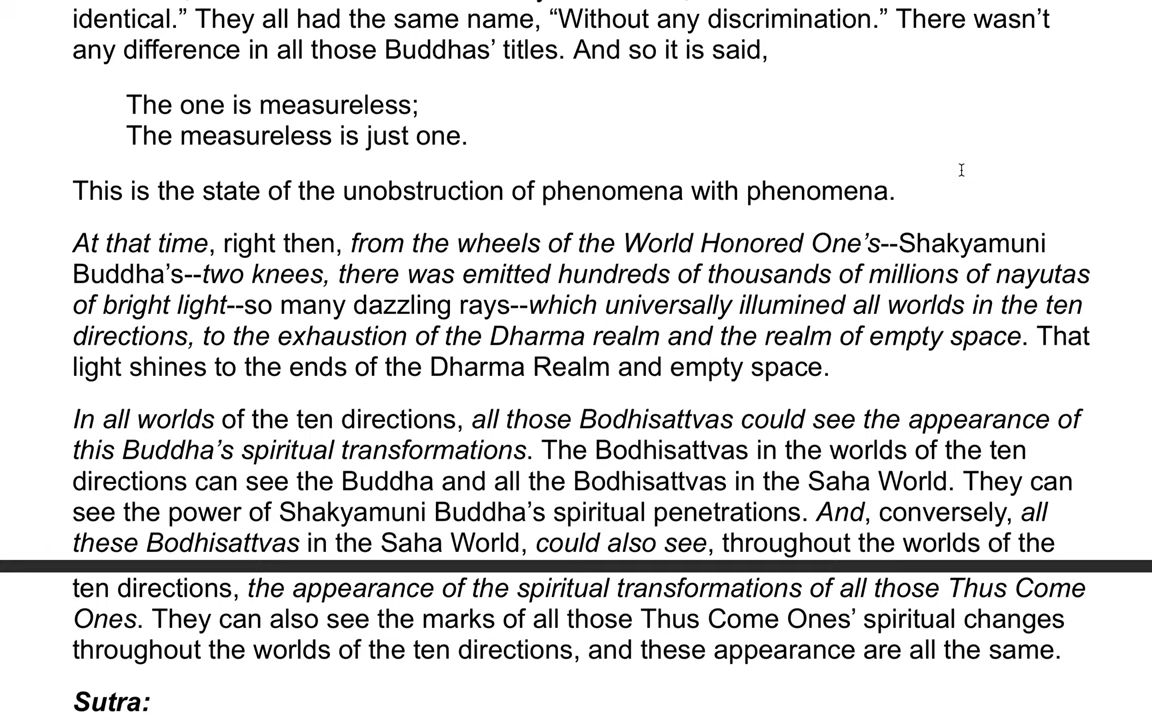 identical.” They all had the same name, “Without any discrimination.” There wasn’t
any difference in all those Buddhas’ titles. And so it is said,
The one is measureless;
The measureless is just one.
This is the state of the unobstruction of phenomena with phenomena.
At that time, right then, from the wheels of the World Honored One’s--Shakyamuni
Buddha’s--two knees, there was emitted hundreds of thousands of millions of nayutas
of bright light--so many dazzling rays--which universally illumined all worlds in the ten
directions, to the exhaustion of the Dharma realm and the realm of empty space. That
light shines to the ends of the Dharma Realm and empty space.
In all worlds of the ten directions, all those Bodhisattvas could see the appearance of
this Buddha’s spiritual transformations. The Bodhisattvas in the worlds of the ten
directions can see the Buddha and all the Bodhisattvas in the Saha World. They can
see the power of Shakyamuni Buddha’s spiritual penetrations. And, conversely, all
these Bodhisattvas in the Saha World, could also see, throughout the worlds of the
ten directions, the appearance of the spiritual transformations of all those Thus Come
Ones. They can also see the marks of all those Thus Come Ones’ spiritual changes
throughout the worlds of the ten directions, and these appearance are all the same.
Sutra: